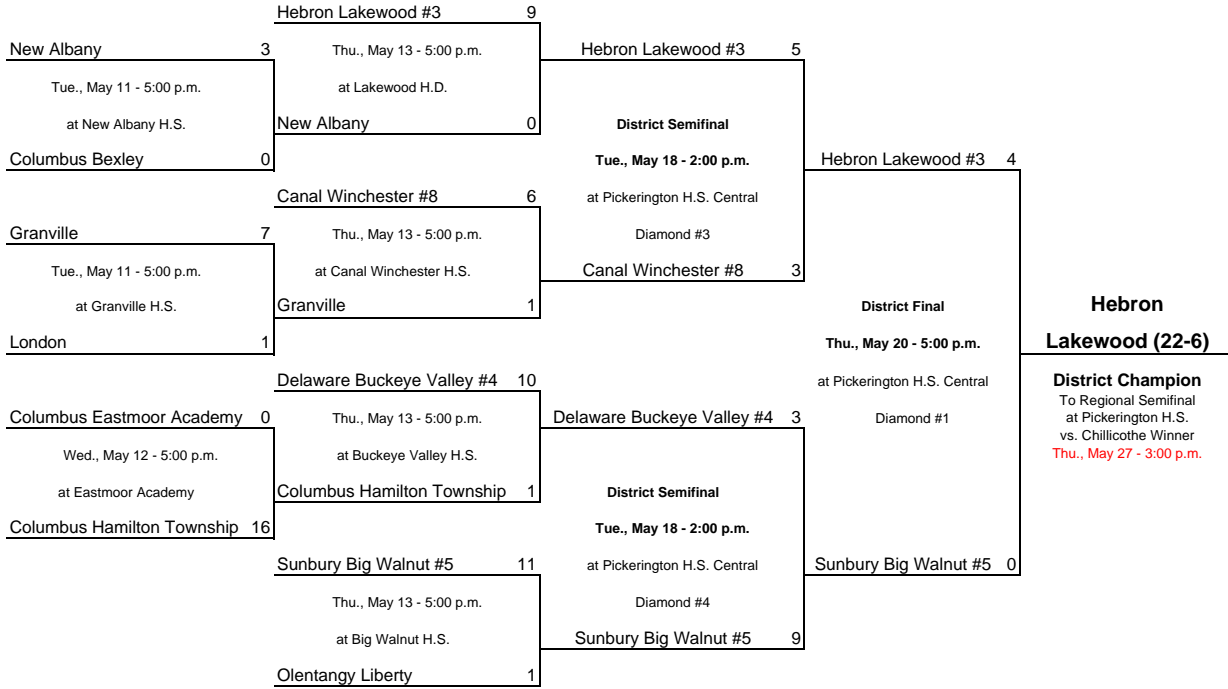 Hebron Lakewood #3 9
New Albany 3
Thu., May 13 - 5:00 p.m.
Hebron Lakewood #3 5
Tue., May 11 - 5:00 p.m.
at Lakewood H.D.
at New Albany H.S.
New Albany 0
District Semifinal
Columbus Bexley 0
Tue., May 18 - 2:00 p.m.
Hebron Lakewood #3 4
Canal Winchester #8 6
at Pickerington H.S. Central
Granville 7
Thu., May 13 - 5:00 p.m.
Diamond #3
Tue., May 11 - 5:00 p.m.
at Canal Winchester H.S.
Canal Winchester #8 3
at Granville H.S.
Granville 1
District Final
Hebron
London 1
Thu., May 20 - 5:00 p.m.
Lakewood (22-6)
Delaware Buckeye Valley #4 10
at Pickerington H.S. Central
District Champion
To Regional Semifinal
Columbus Eastmoor Academy 0
Thu., May 13 - 5:00 p.m.
Delaware Buckeye Valley #4 3
Diamond #1
at Pickerington H.S.
vs. Chillicothe Winner
Wed., May 12 - 5:00 p.m.
at Buckeye Valley H.S.
Thu., May 27 - 3:00 p.m.
at Eastmoor Academy
Columbus Hamilton Township 1
District Semifinal
Columbus Hamilton Township 16
Tue., May 18 - 2:00 p.m.
Sunbury Big Walnut #5 11
at Pickerington H.S. Central
Sunbury Big Walnut #5 0
Thu., May 13 - 5:00 p.m.
Diamond #4
at Big Walnut H.S.
Sunbury Big Walnut #5 9
Olentangy Liberty 1